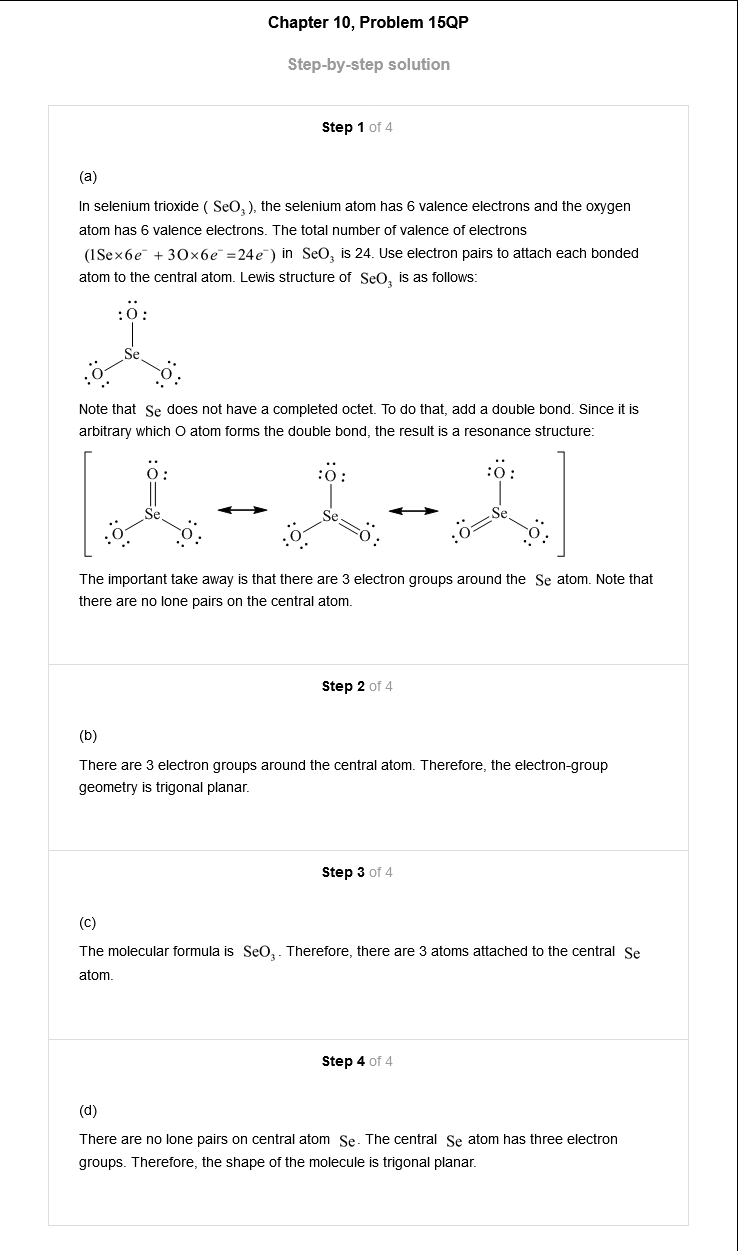 Chapter 10, Problem 15QP
Step-by-step solution
Step 1 of 4
(a)
In selenium trioxide ( SeO₃ ), the selenium atom has 6 valence electrons and the oxygen
atom has 6 valence electrons. The total number of valence of electrons
(1Se×6e⁻ + 3O×6e⁻ =24e⁻) in SeO₃ is 24. Use electron pairs to attach each bonded
atom to the central atom. Lewis structure of SeO₃ is as follows:
O
Se
O O
Note that Se does not have a completed octet. To do that, add a double bond. Since it is
arbitrary which O atom forms the double bond, the result is a resonance structure:
O O O
Se Se Se
O O O O O O
The important take away is that there are 3 electron groups around the Se atom. Note that
there are no lone pairs on the central atom.
Step 2 of 4
(b)
There are 3 electron groups around the central atom. Therefore, the electron-group
geometry is trigonal planar.
Step 3 of 4
(c)
The molecular formula is SeO₃. Therefore, there are 3 atoms attached to the central Se
atom.
Step 4 of 4
(d)
There are no lone pairs on central atom Se. The central Se atom has three electron
groups. Therefore, the shape of the molecule is trigonal planar.